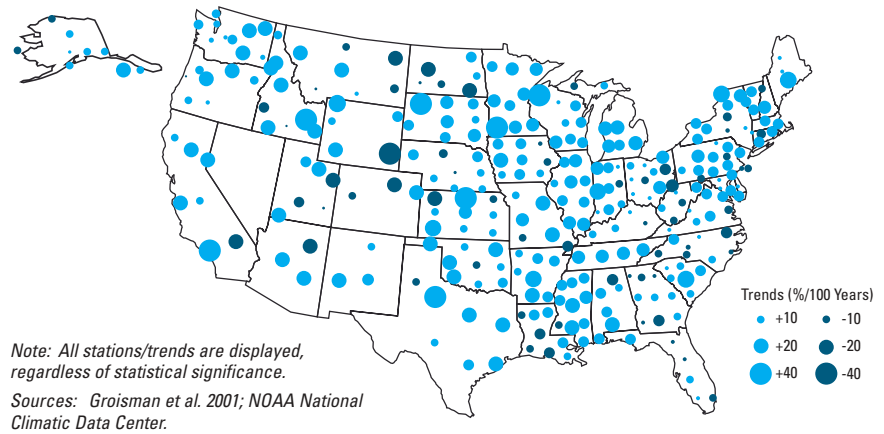 Trends (%/100 Years)
+10 -10
+20 -20
+40 -40
Note: All stations/trends are displayed,
regardless of statistical significance.
Sources: Groisman et al. 2001; NOAA National
Climatic Data Center.